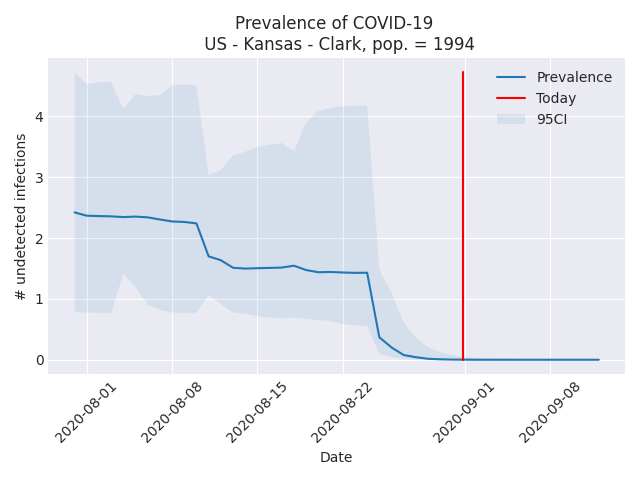 Prevalence of COVID-19
US - Kansas - Clark, pop. = 1994
Prevalence
Today
95CI
# undetected infections
4
3
2
1
0
2020-08-01
2020-08-08
2020-08-15
2020-08-22
2020-09-01
2020-09-08
Date